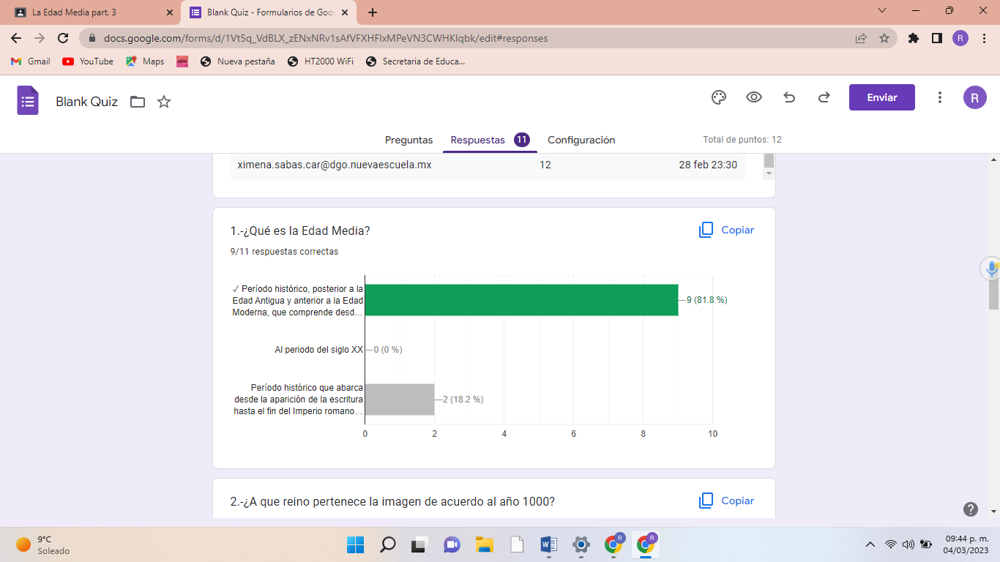 La Edad Media part. 3
Blank Quiz - Formularios de Goo
docs.google.com/forms/d/1Vt5q_VdBLX_zENxNRv1sAfVFXHFlxMPeVN3CWHKlqbk/edit#responses
R
Gmail
YouTube
Maps
Nueva pestaña
HT2000 WiFi
Secretaria de Educa...
Blank Quiz
Enviar
R
Preguntas
Respuestas 11
Configuración
Total de puntos: 12
ximena.sabas.car@dgo.nuevaescuela.mx 12 28 feb 23:30
1.-¿Qué es la Edad Media?
Copiar
9/11 respuestas correctas
✓ Período histórico, posterior a la
Edad Antigua y anterior a la Edad
Moderna, que comprende desd...
9 (81.8 %)
Al periodo del siglo XX
0 (0 %)
Período histórico que abarca
desde la aparición de la escritura
hasta el fin del Imperio romano...
2 (18.2 %)
0 2 4 6 8 10
2.-¿A que reino pertenece la imagen de acuerdo al año 1000?
Copiar
9°C
Soleado
R
R
09:44 p. m.
04/03/2023